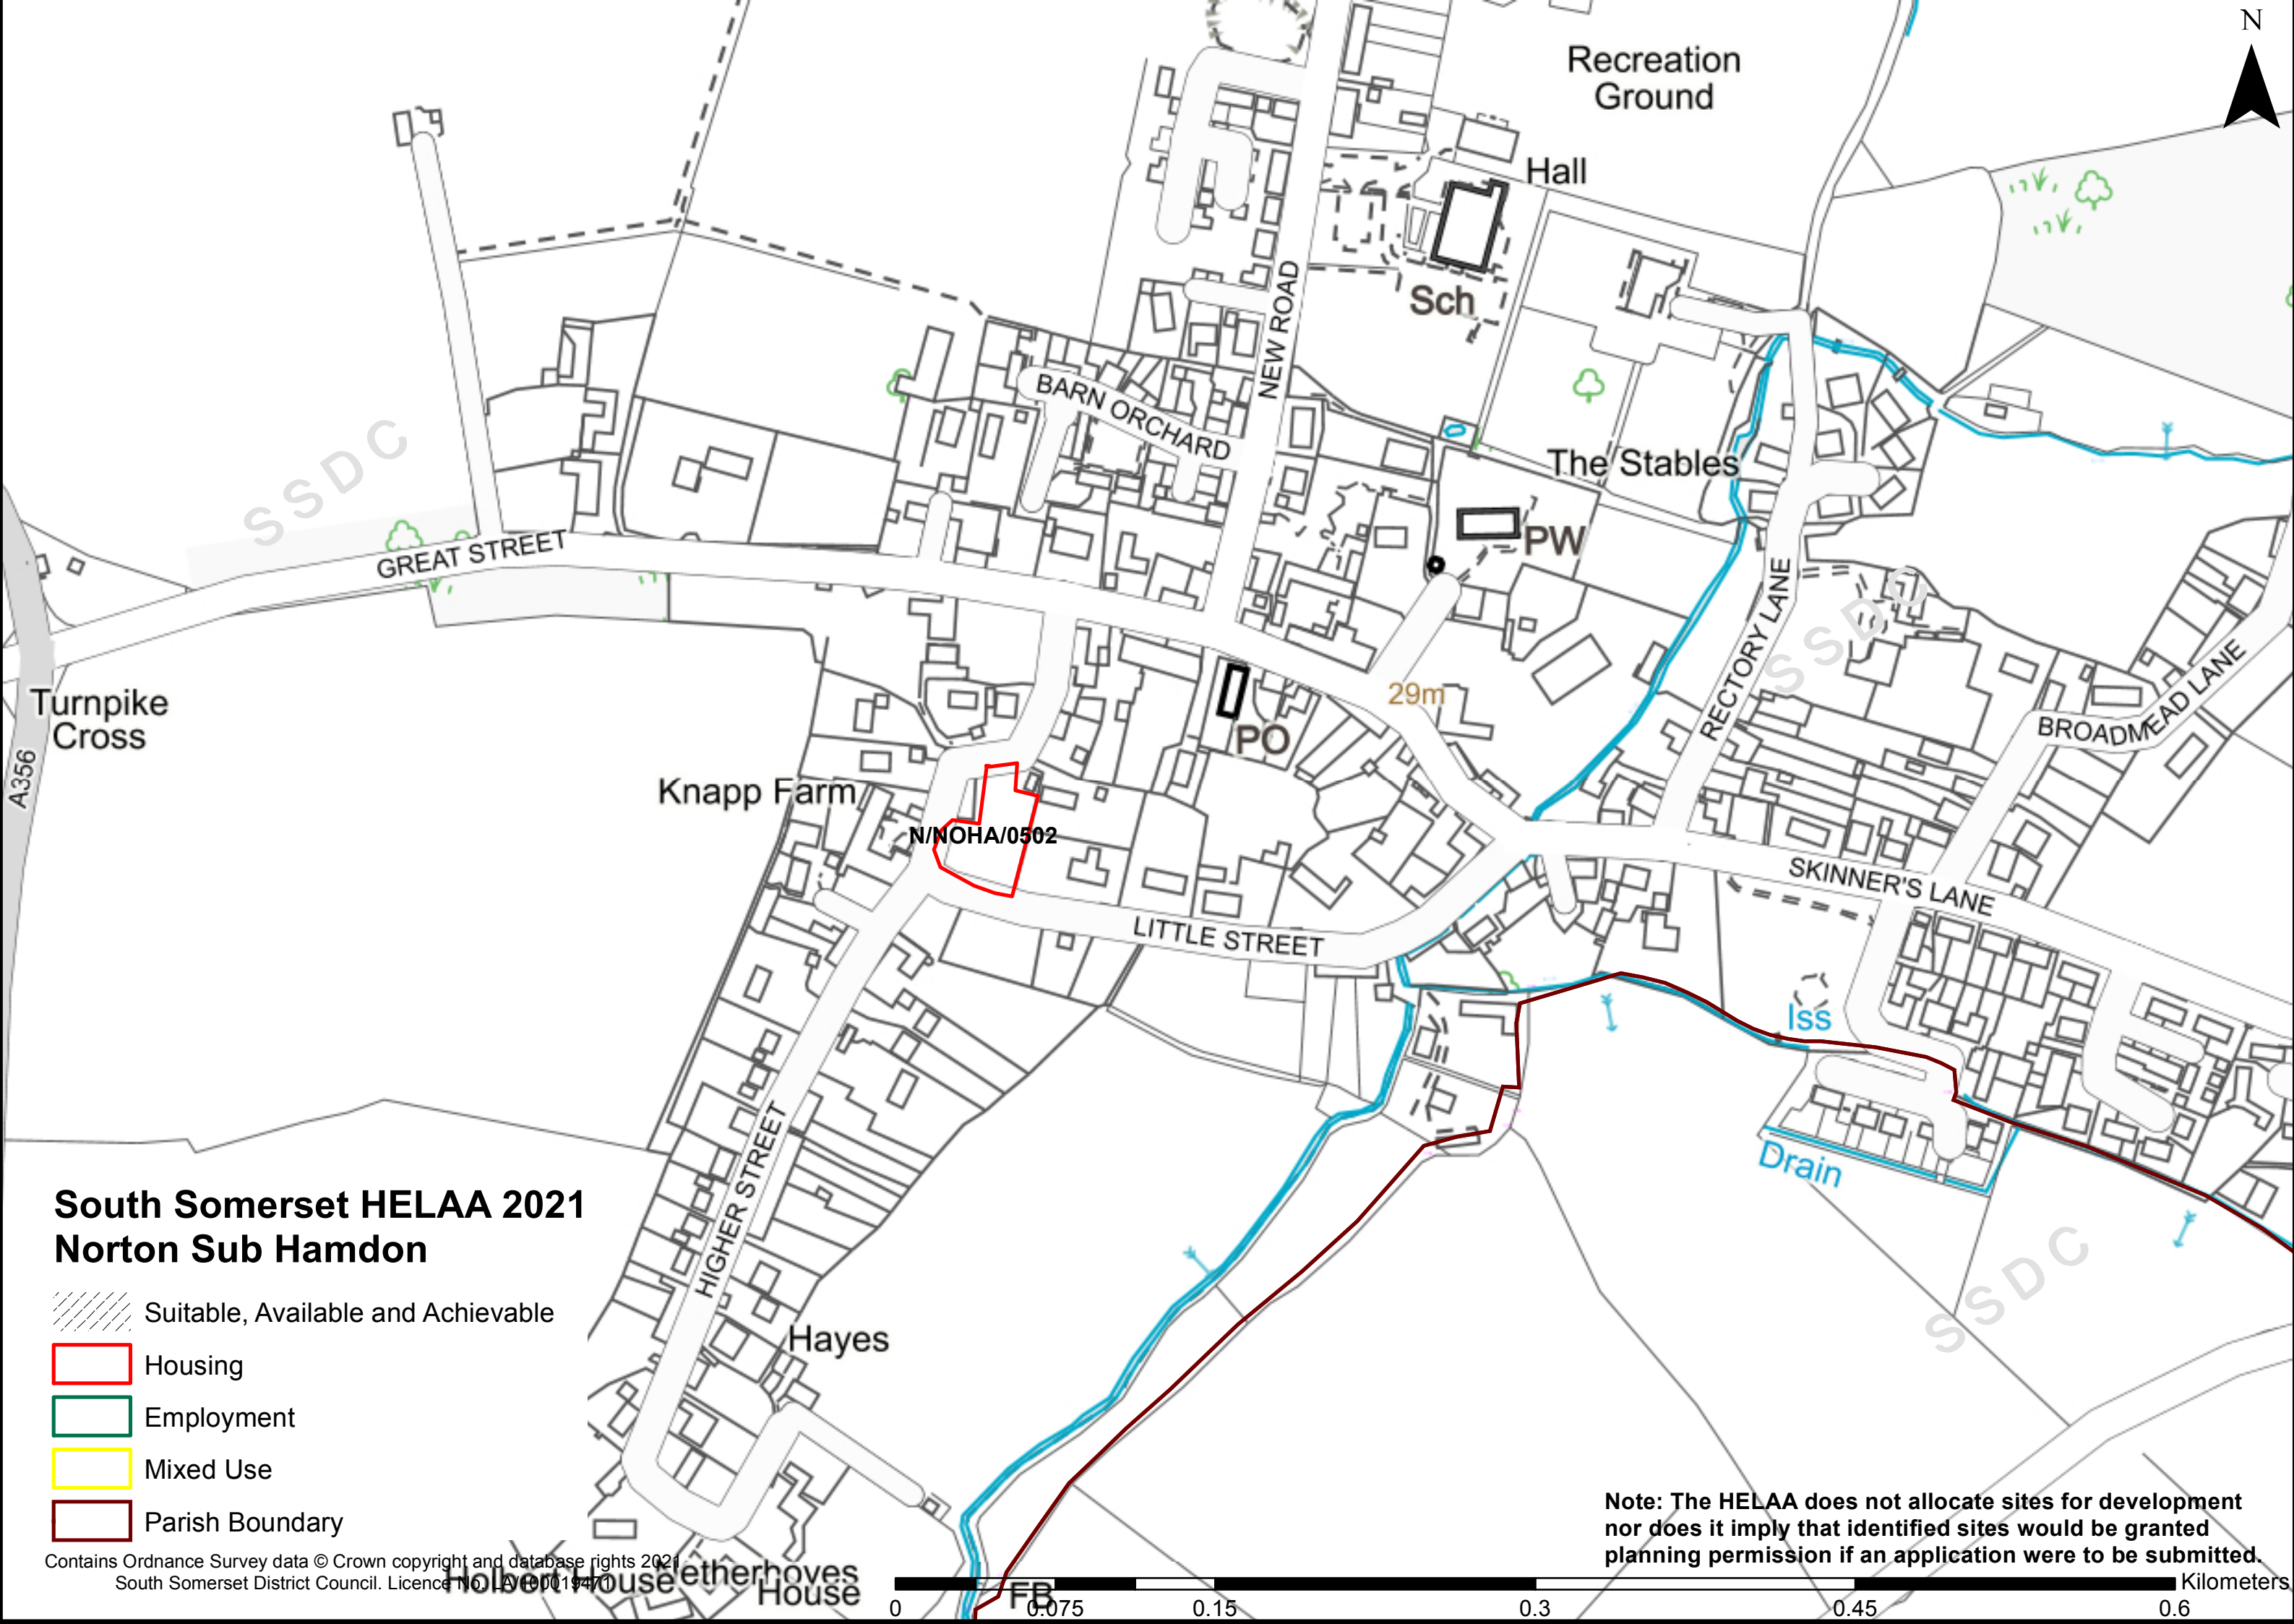 N
Recreation
Ground
Hall
Sch
NEW ROAD
BARN ORCHARD
SSDC
The Stables
GREAT STREET
PW
RECTORY LANE
SSDC
29m
BROADMEAD LANE
Turnpike
Cross
PO
A356
Knapp Farm
N/NOHA/0502
SKINNER'S LANE
LITTLE STREET
Iss
Drain
HIGHER STREET
SSDC
South Somerset HELAA 2021
Norton Sub Hamdon
Suitable, Available and Achievable
Hayes
Housing
Employment
Mixed Use
Parish Boundary
Note: The HELAA does not allocate sites for development
nor does it imply that identified sites would be granted
planning permission if an application were to be submitted.
Contains Ordnance Survey data © Crown copyright and database rights 2021
South Somerset District Council. Licence No. LA100019471
Holbert House
Netherhoves
House
FB
Kilometers
0 0.075 0.15 0.3 0.45 0.6